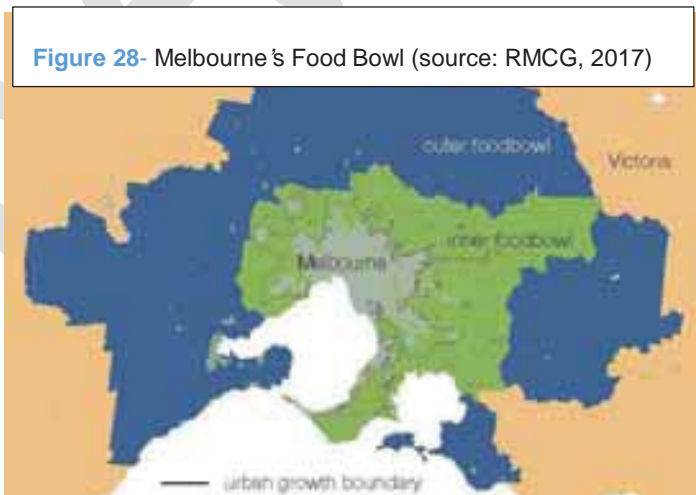 Figure 28- Melbourne's Food Bowl (source: RMCG, 2017)
outer foodbowl
Victoria
inner foodbowl
Melbourne
urban growth boundary